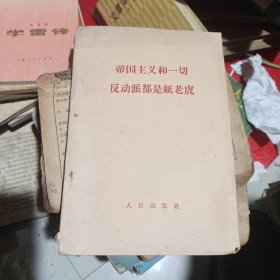 学雷锋
帝国主义和一切
反动派都是紙老虎
人民出版社